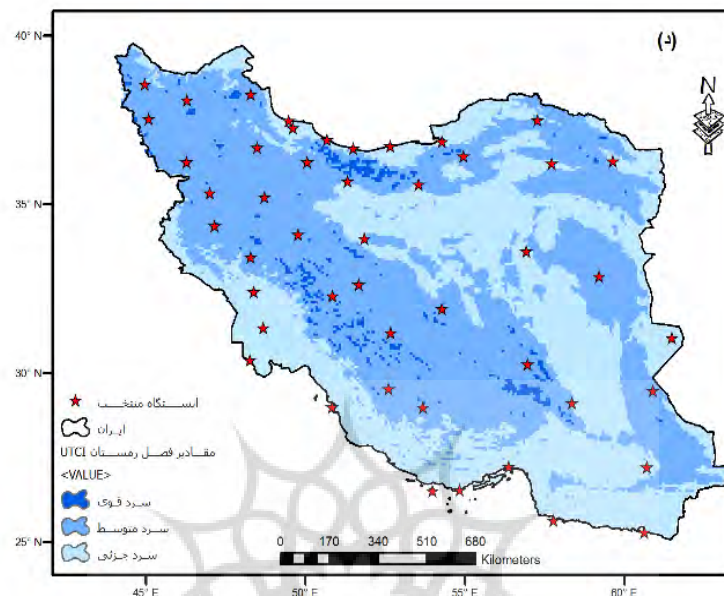 40° N
(د)
N
35° N
30° N
25° N
ایستگاه منتخب
ایران
مقادیر فصل زمستان UTCI
<VALUE>
سرد قوی
سرد متوسط
سرد جزئی
0 170 340 510 680
Kilometers
45° E 50° E 55° E 60° E